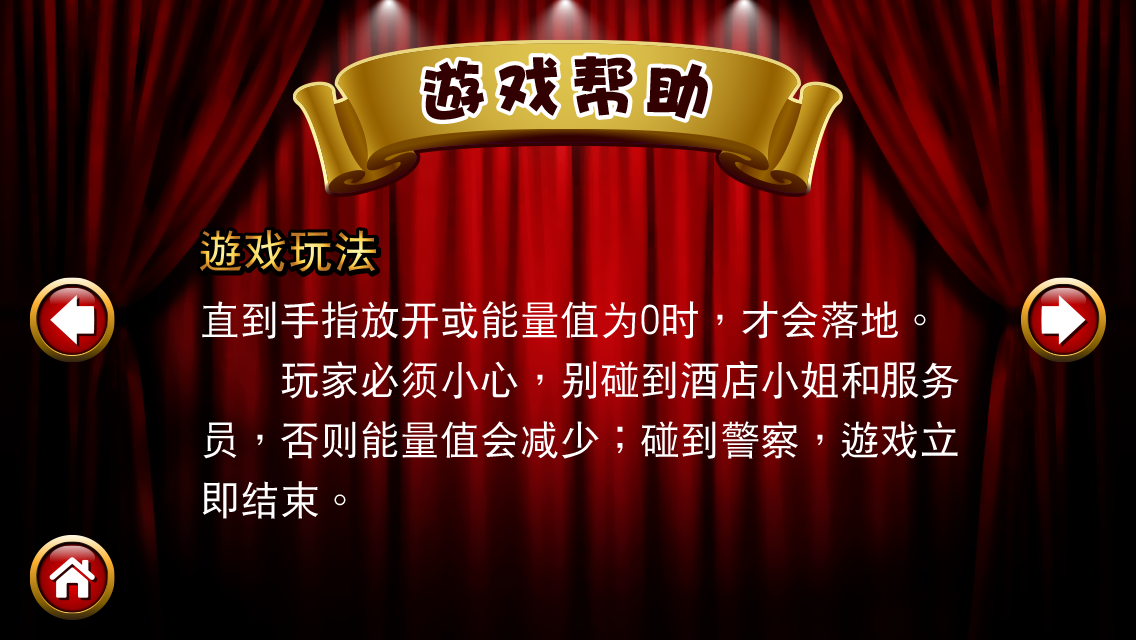 遊戏帮助
遊戏玩法
直到手指放开或能量值为0时，才会落地。
玩家必须小心，别碰到酒店小姐和服务
员，否则能量值会减少；碰到警察，遊戏立
即结束。